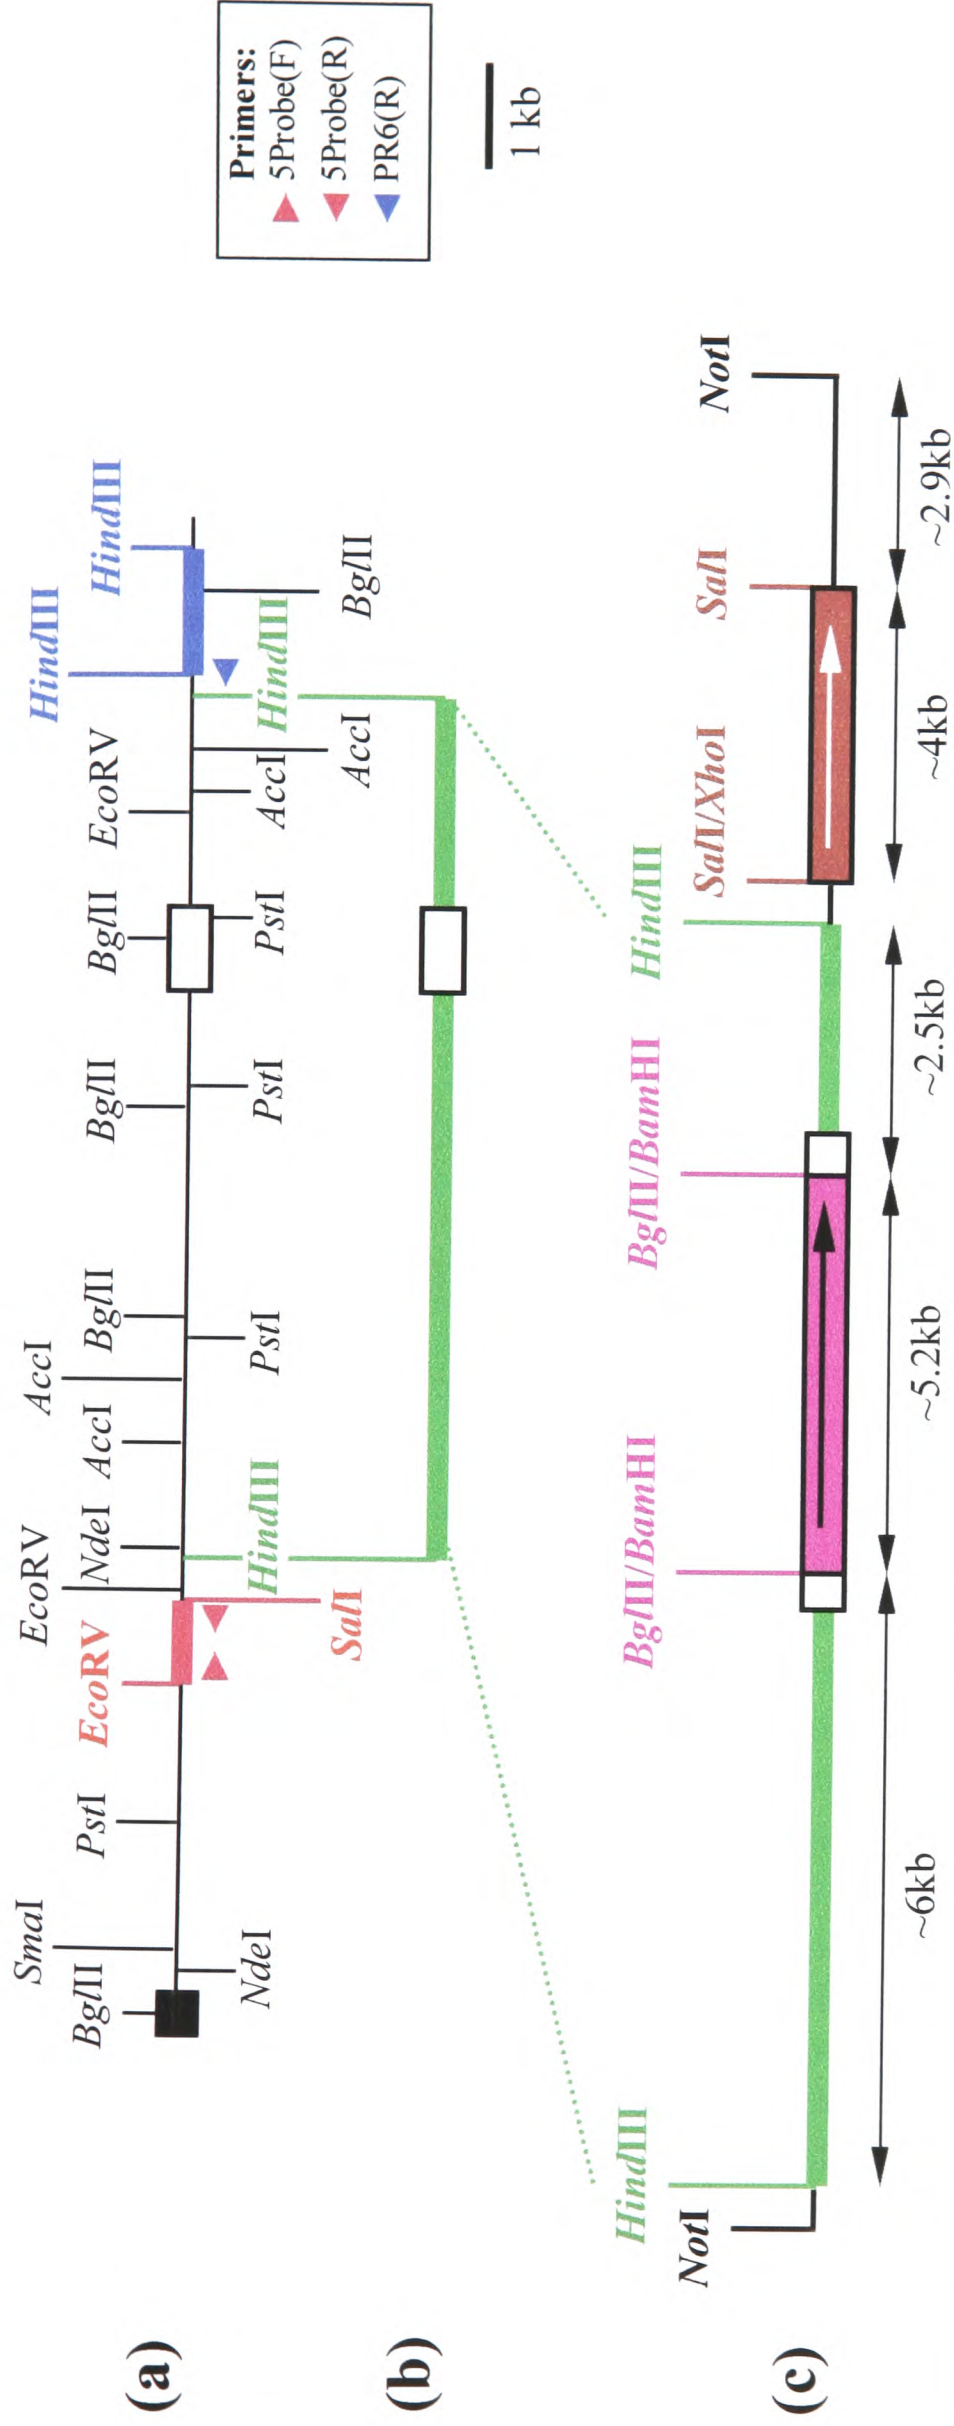 (a)
SmaI
BglII
NdeI
PstI
EcoRV
EcoRV
SalI
NdeI
HindIII
AccI
AccI
BglII
PstI
BglII
PstI
BglII
PstI
EcoRV
AccI
AccI
HindIII
HindIII
HindIII
BglII
Primers:
5Probe(F)
5Probe(R)
PR6(R)
1 kb
(b)
(c)
NotI
HindIII
BglII/BamHI
BglII/BamHI
HindIII
SalI/XhoI
SalI
NotI
~6kb
~5.2kb
~2.5kb
~4kb
~2.9kb